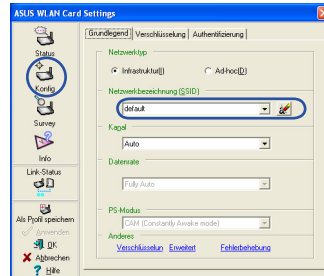 ASUS WLAN Card Settings
Status
Konfig
Survey
Info
Link-Status
Als Profil speichern
Anwenden
OK
Abbrechen
Hilfe
Grundlegend Verschlüsselung Authentifizierung
Netzwerktyp
Infrastruktur(I) Ad-hoc(D)
Netzwerkbezeichnung (SSID)
default
Kanal
Auto
Datenrate
Fully Auto
PS-Modus
CAM (Constantly Awake mode)
Anderes
Verschlüsselun Erweitert Fehlerbehebung